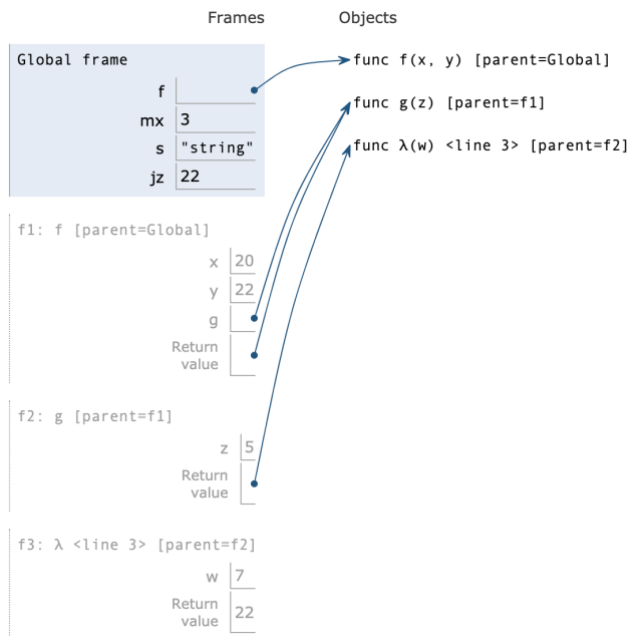 Frames Objects
Global frame
f
mx 3
s "string"
jz 22
func f(x, y) [parent=Global]
func g(z) [parent=f1]
func λ(w) <line 3> [parent=f2]
f1: f [parent=Global]
x 20
y 22
g
Return
value
f2: g [parent=f1]
z 5
Return
value
f3: λ <line 3> [parent=f2]
w 7
Return
value 22